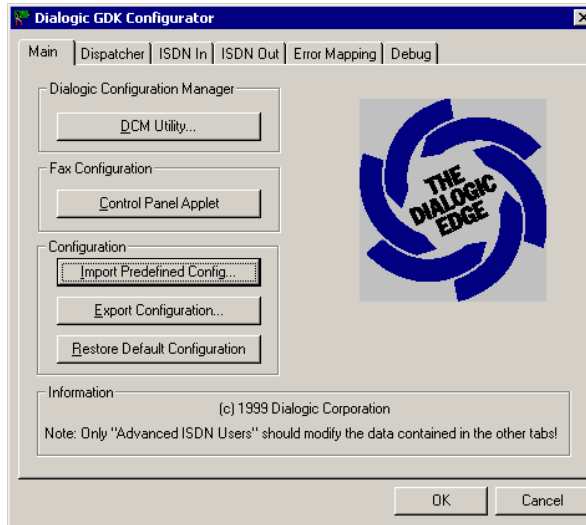 Dialogic GDK Configurator
Main Dispatcher ISDN In ISDN Out Error Mapping Debug
Dialogic Configuration Manager
DCM Utility...
Fax Configuration
Control Panel Applet
THE
DIALOGIC
EDGE
Configuration
Import Predefined Config...
Export Configuration...
Restore Default Configuration
Information
(c) 1999 Dialogic Corporation
Note: Only "Advanced ISDN Users" should modify the data contained in the other tabs!
OK Cancel